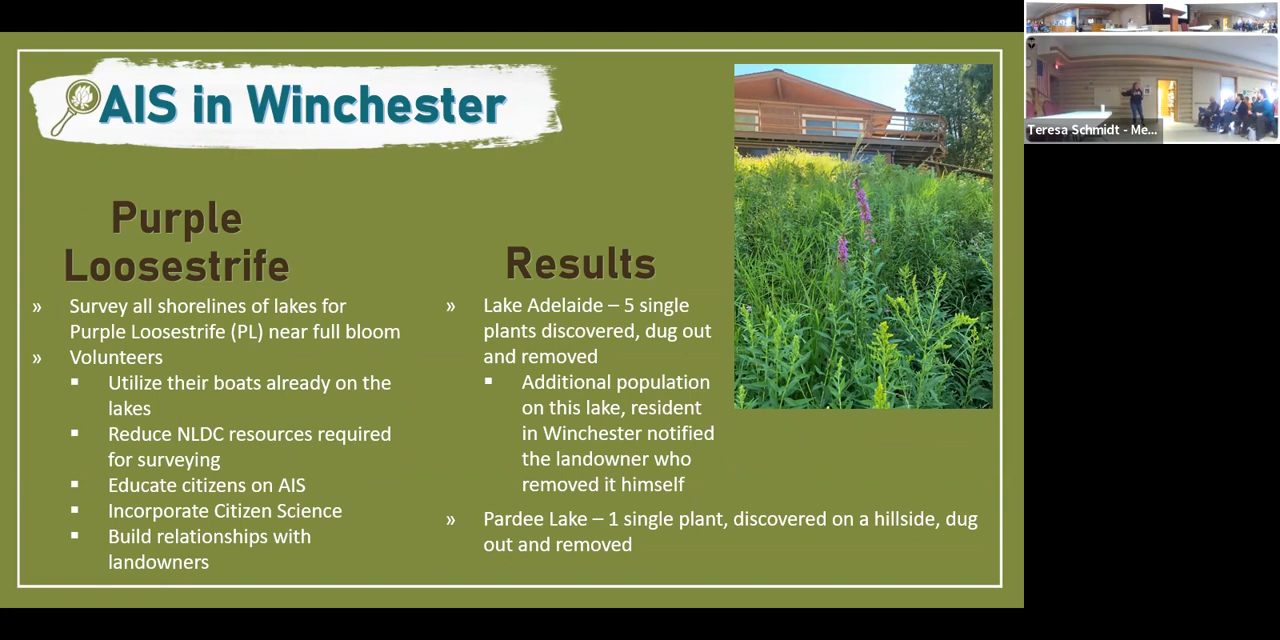 AIS in Winchester
Purple
Loosestrife
» Survey all shorelines of lakes for
Purple Loosestrife (PL) near full bloom
» Volunteers
▪ Utilize their boats already on the
lakes
▪ Reduce NLDC resources required
for surveying
▪ Educate citizens on AIS
▪ Incorporate Citizen Science
▪ Build relationships with
landowners
Results
» Lake Adelaide – 5 single
plants discovered, dug out
and removed
▪ Additional population
on this lake, resident
in Winchester notified
the landowner who
removed it himself
» Pardee Lake – 1 single plant, discovered on a hillside, dug
out and removed
Teresa Schmidt - Me...